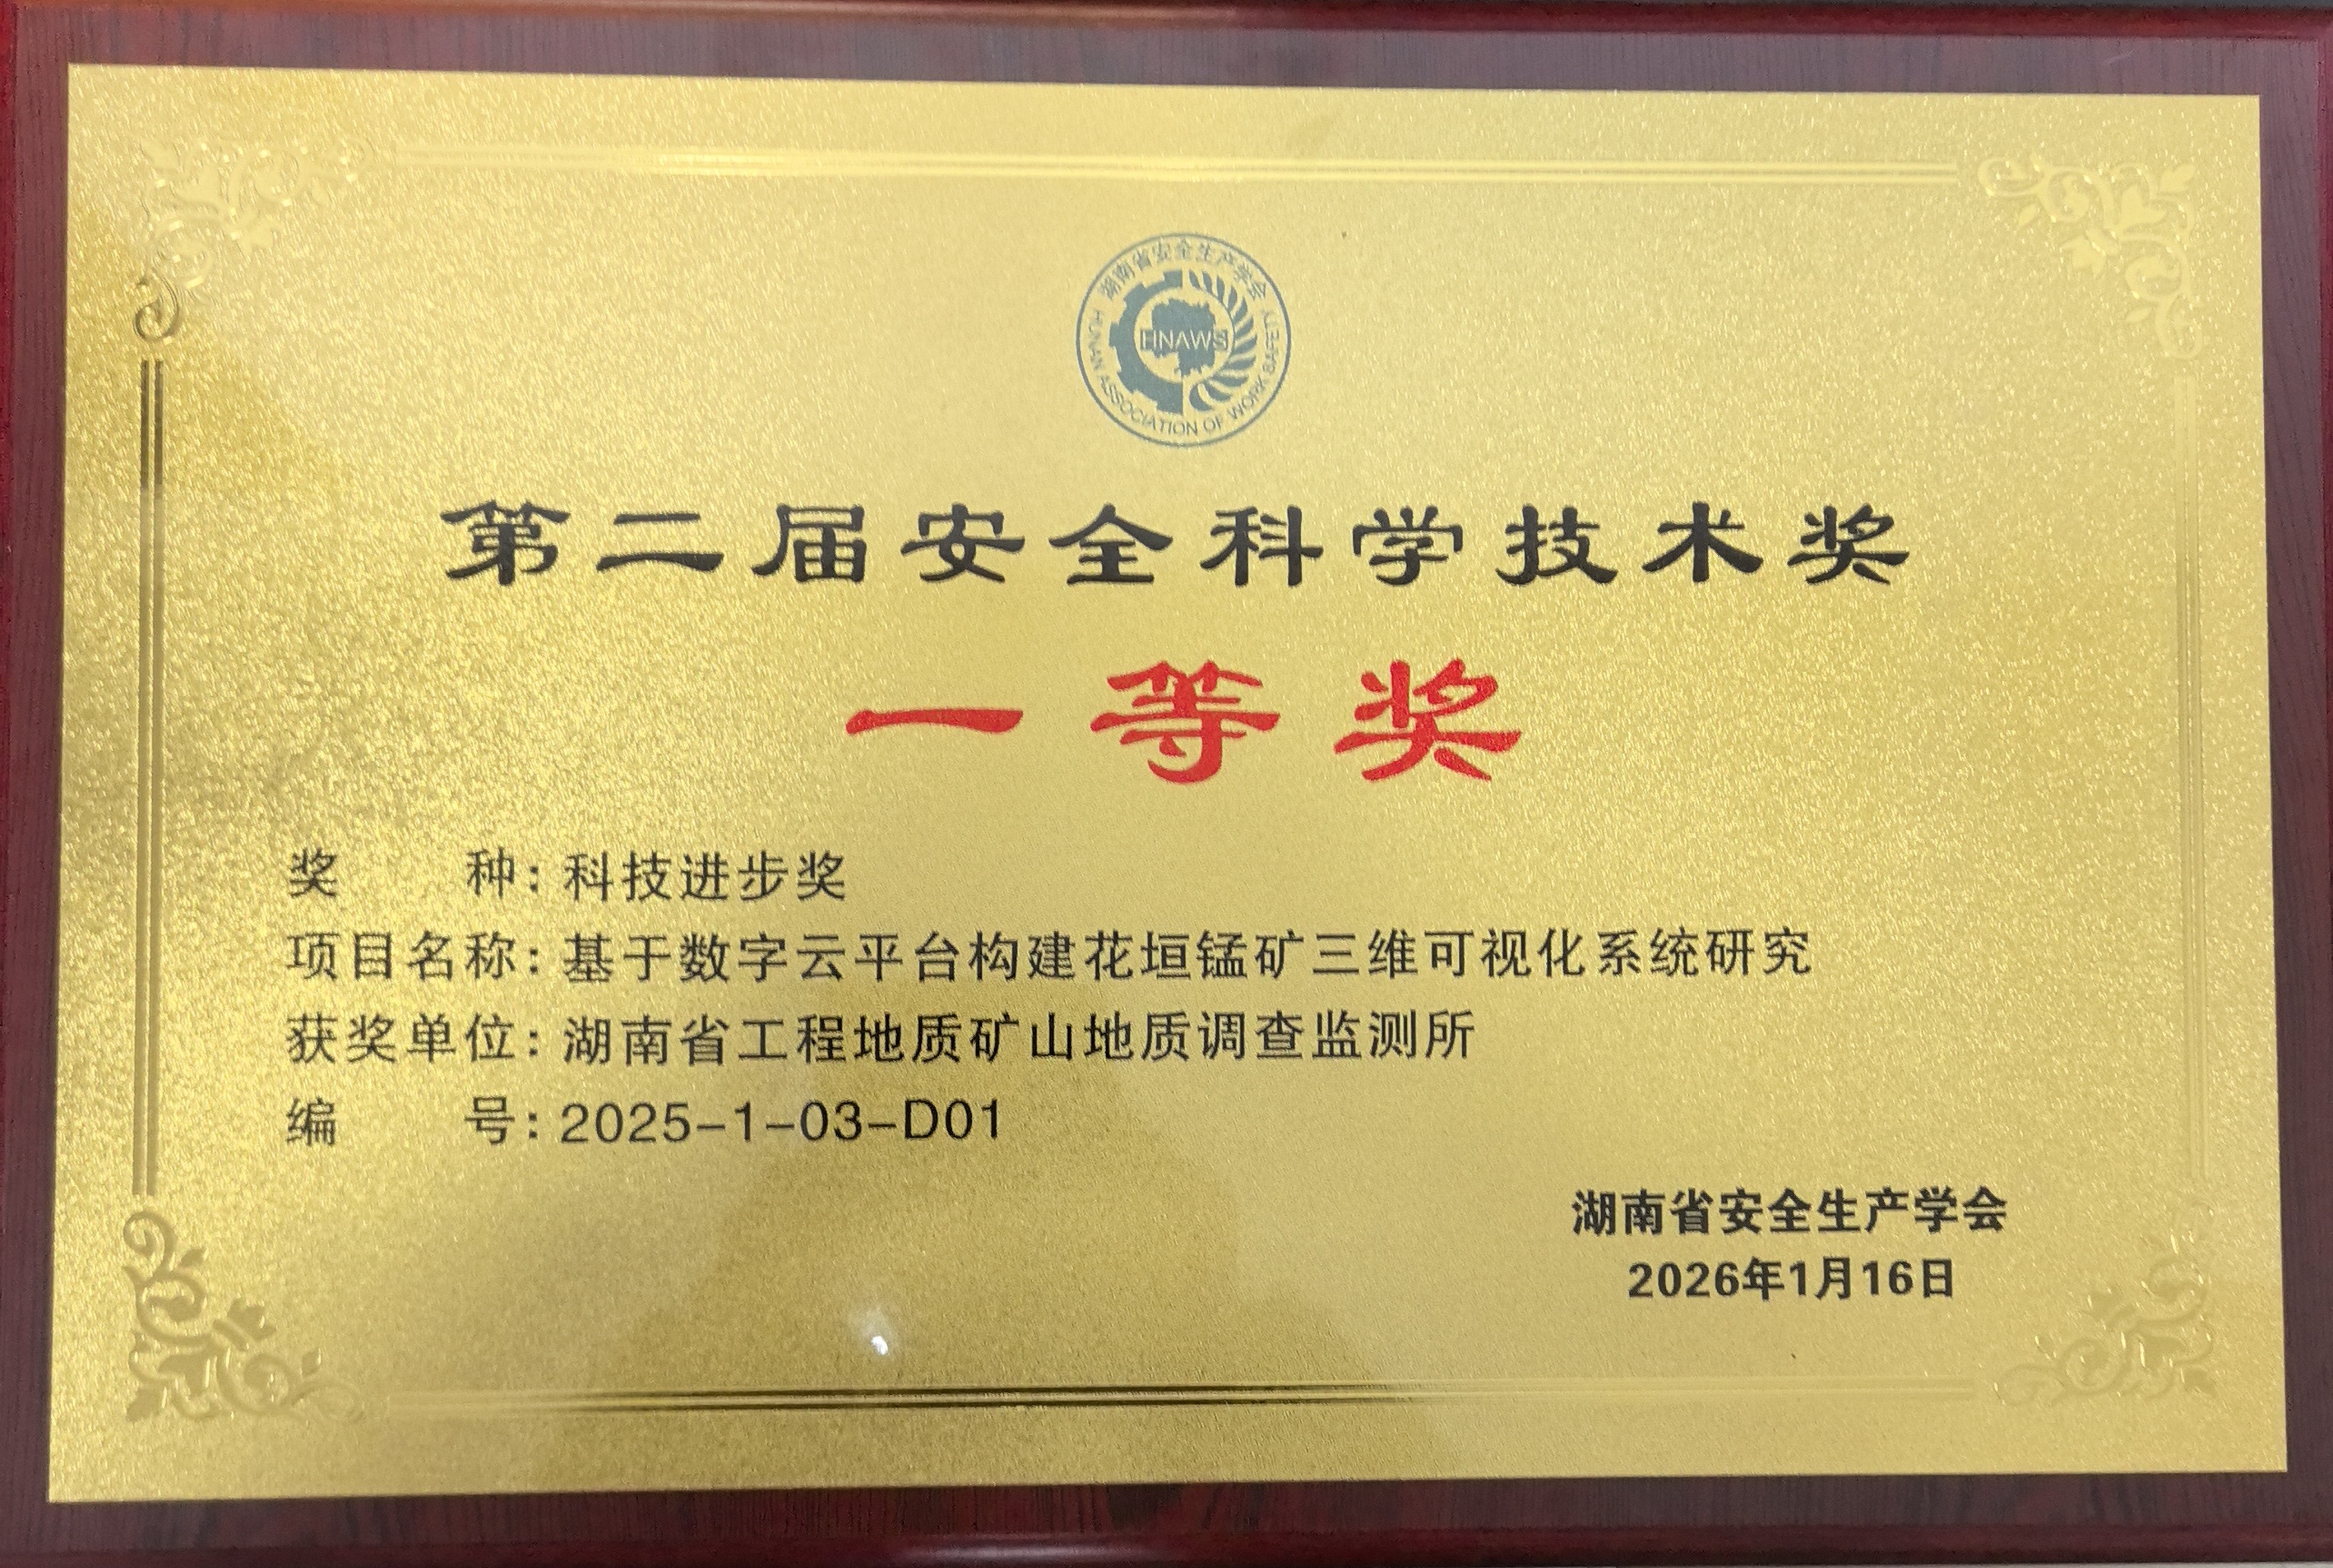 湖南省安全生产学会
HNAWS
HUNAN ASSOCIATION OF WORK SAFETY
第二届安全科学技术奖
一等奖
奖 种：科技进步奖
项目名称：基于数字云平台构建花垣锰矿三维可视化系统研究
获奖单位：湖南省工程地质矿山地质调查监测所
编 号：2025-1-03-D01
湖南省安全生产学会
2026年1月16日